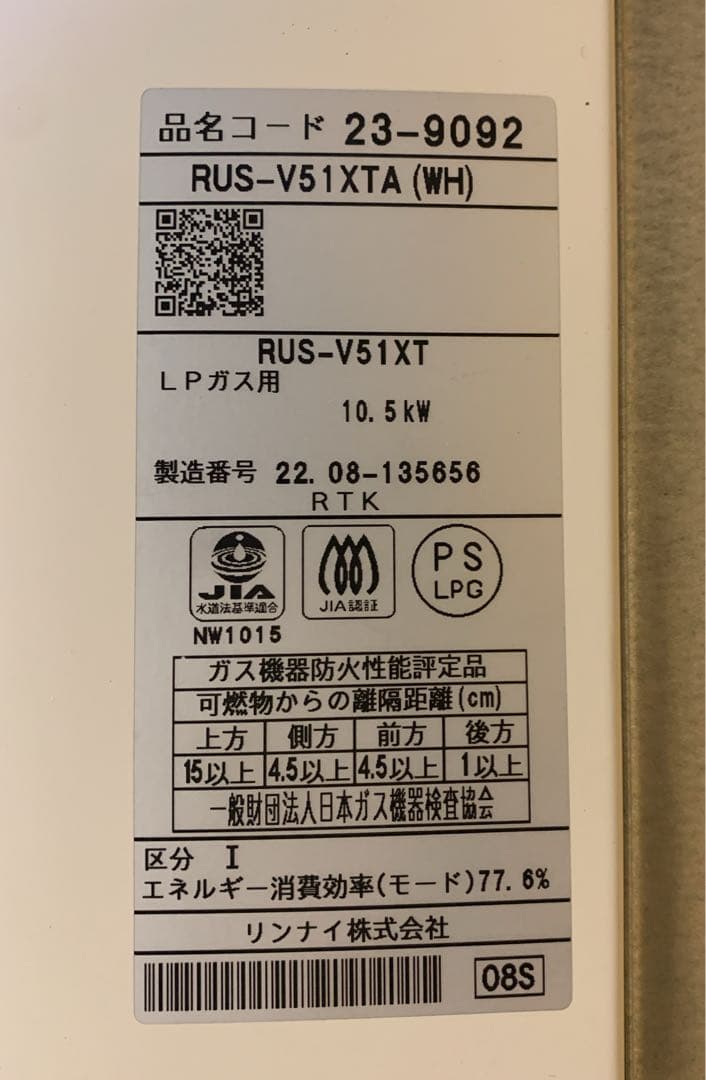 品名コード 23-9092
RUS-V51XTA (WH)
RUS-V51XT
LPガス用
10.5kW
製造番号 22.08-135656
RTK
JIA
水道法基準適合
JIA認証
PS
LPG
NW1015
ガス機器防火性能評定品
可燃物からの離隔距離(cm)
上方 側方 前方 後方
15以上 4.5以上 4.5以上 1以上
一般財団法人日本ガス機器検査協会
区分 I
エネルギー消費効率(モード)77.6%
リンナイ株式会社
08S